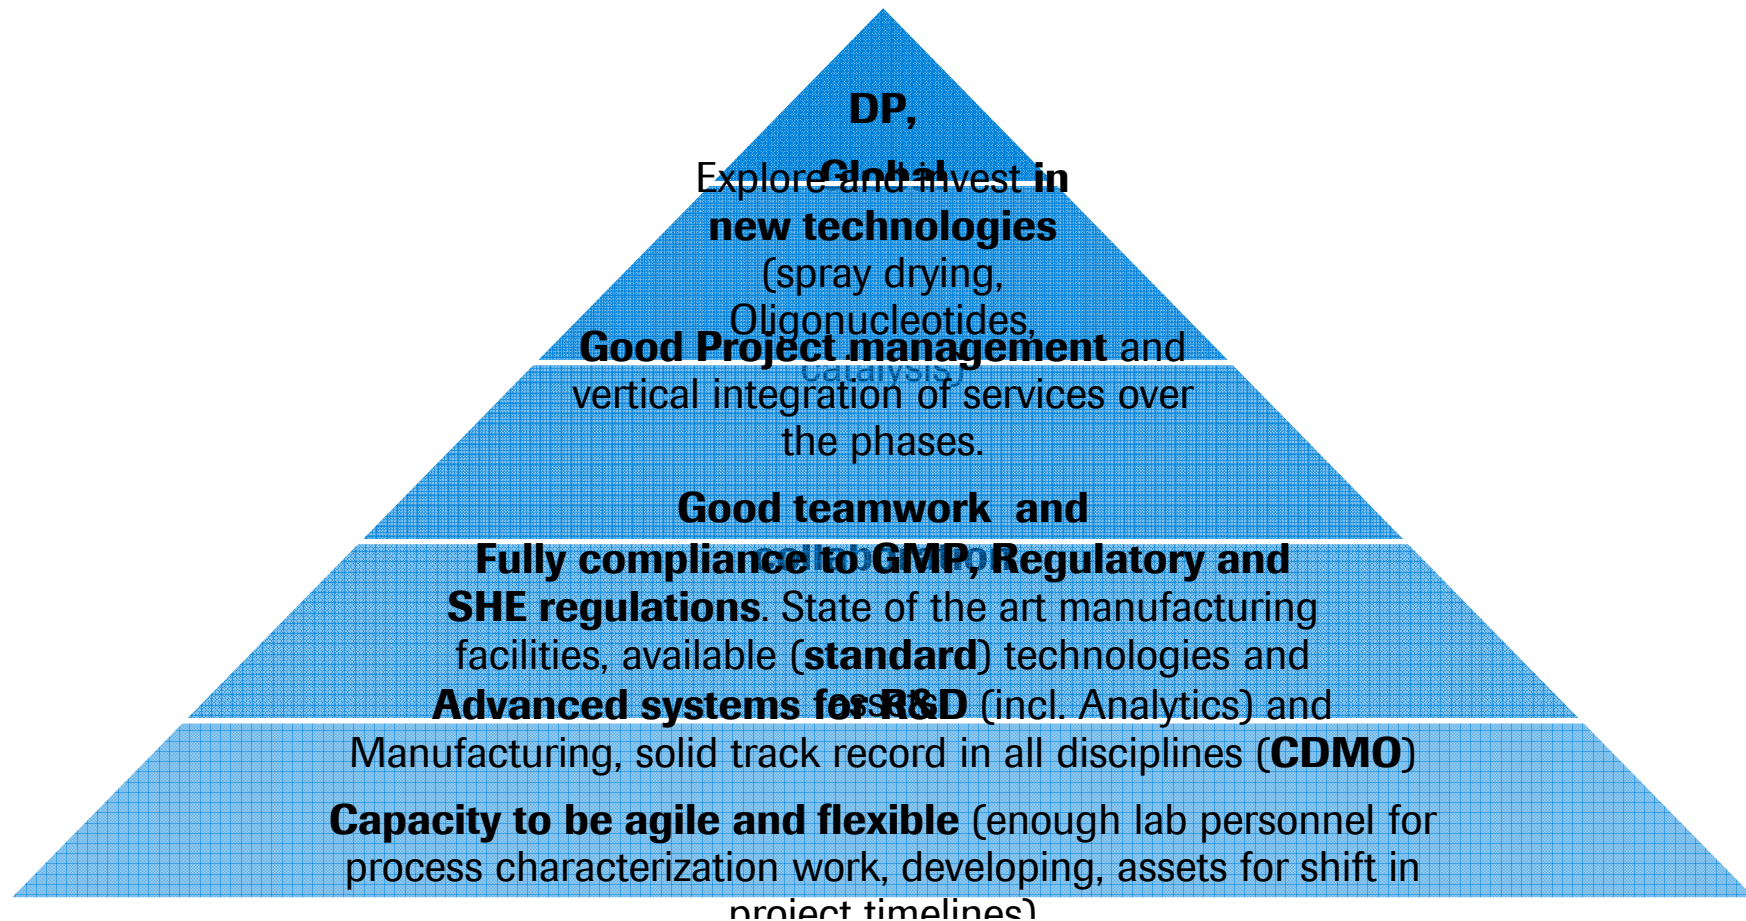 DP,
Global
Explore and invest in
new technologies
(spray drying,
Oligonucleotides,
catalysis)
Good Project management and
vertical integration of services over
the phases.
Good teamwork and
collaboration
Fully compliance to GMP, Regulatory and
SHE regulations. State of the art manufacturing
facilities, available (standard) technologies and
assets
Advanced systems for R&D (incl. Analytics) and
Manufacturing, solid track record in all disciplines (CDMO)
Capacity to be agile and flexible (enough lab personnel for
process characterization work, developing, assets for shift in
project timelines)